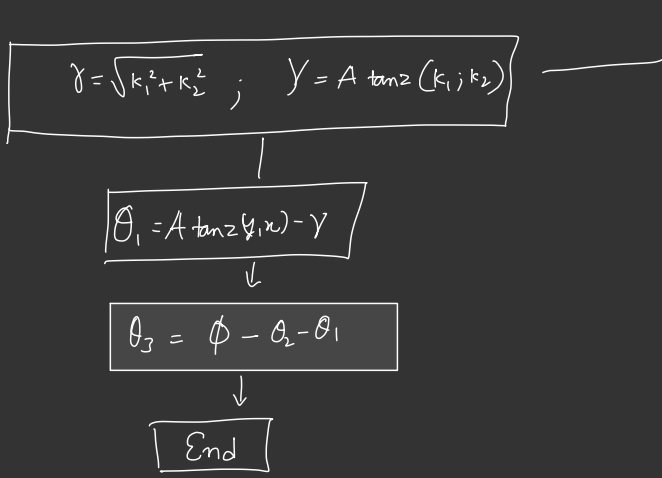 γ = √k₁² + k₂² ; γ = A tan2 (k₁ ; k₂)
θ₁ = A tan2(y,x) - γ
θ₃ = ϕ - θ₂ - θ₁
End